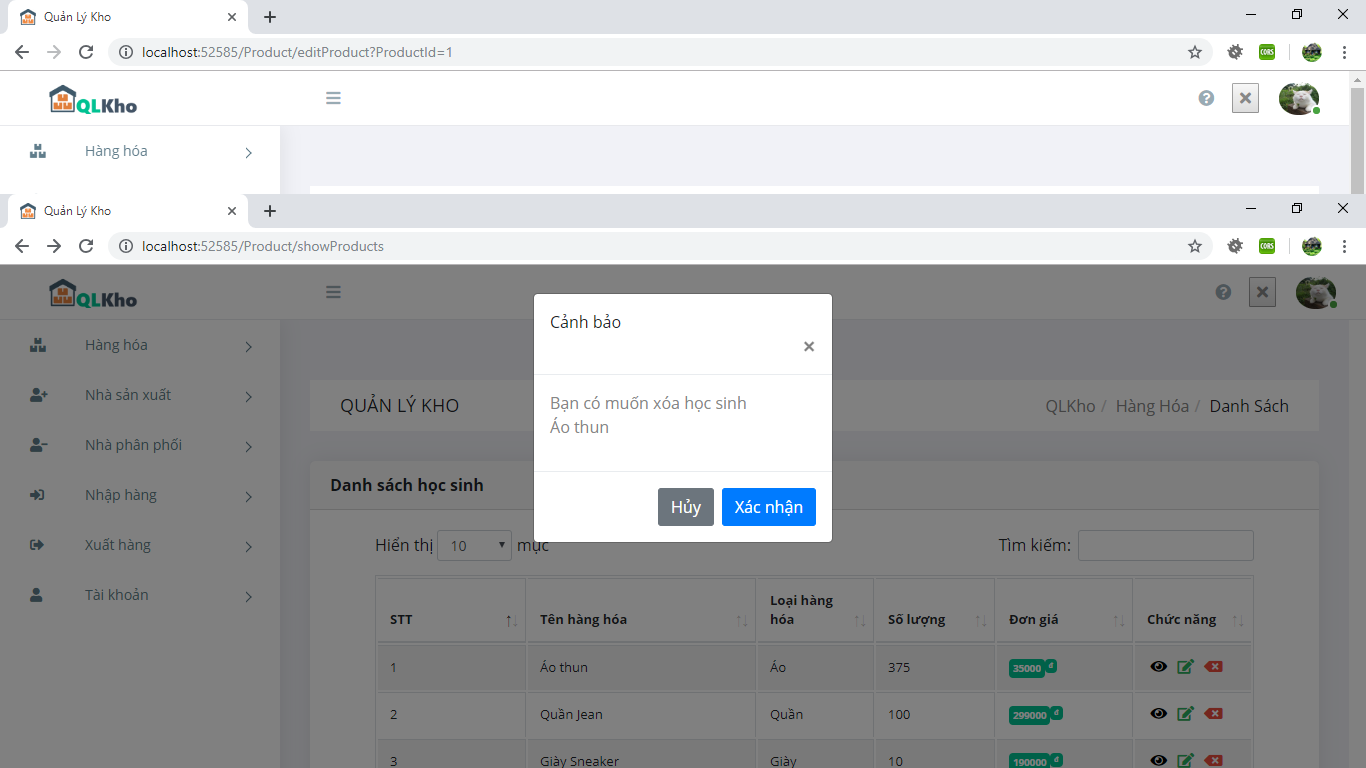 Quản Lý Kho
localhost:52585/Product/editProduct?ProductId=1
CORS
QLKho
Hàng hóa
Quản Lý Kho
localhost:52585/Product/showProducts
CORS
QLKho
Cảnh bảo
×
Bạn có muốn xóa học sinh
Áo thun
Hủy Xác nhận
Hàng hóa
Nhà sản xuất
Nhà phân phối
Nhập hàng
Xuất hàng
Tài khoản
QUẢN LÝ KHO
QLKho / Hàng Hóa / Danh Sách
Danh sách học sinh
Hiển thị 10 mục Tìm kiếm:
STT Tên hàng hóa Loại hàng hóa Số lượng Đơn giá Chức năng
1 Áo thun Áo 375 35000 đ
2 Quần Jean Quần 100 299000 đ
3 Giày Sneaker Giày 10 190000 đ